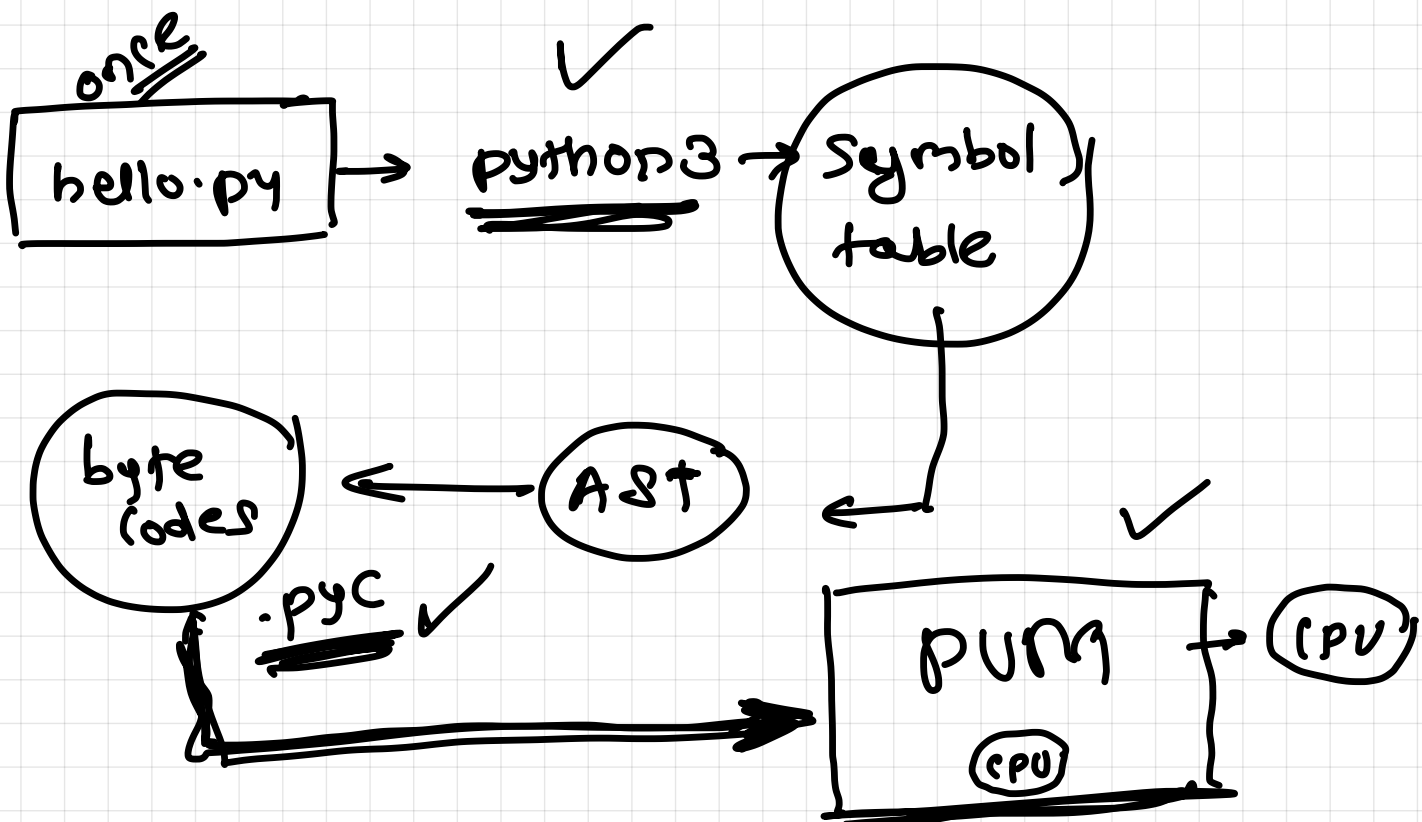 once
hello.py
python3
Symbol
table
AST
byte
codes
.pyc
PVM
CPU
CPU